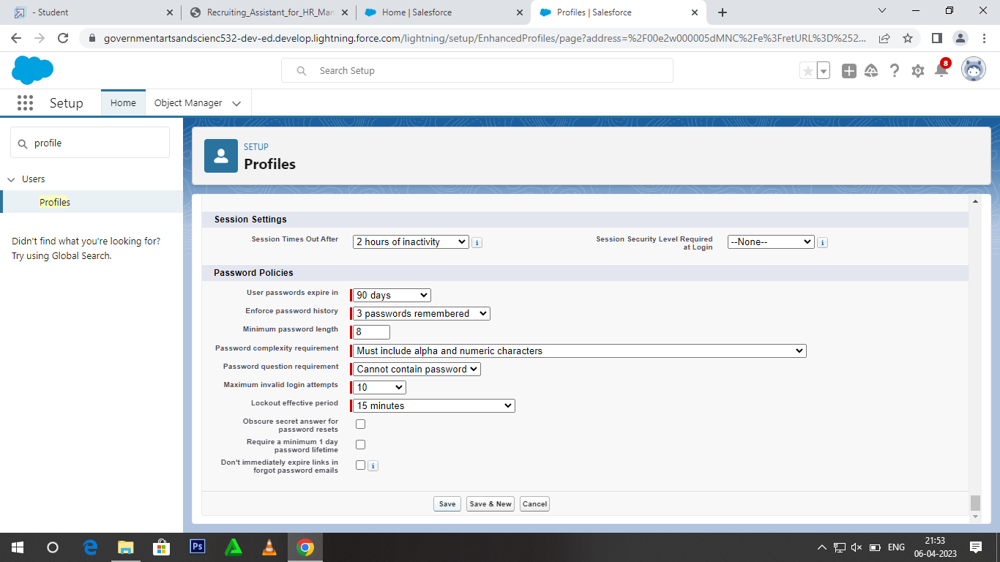 - Student
Recruiting_Assistant_for_HR_Man
Home | Salesforce
Profiles | Salesforce
governmentartsandscienc532-dev-ed.develop.lightning.force.com/lightning/setup/EnhancedProfiles/page?address=%2F00e2w000005dMNC%2Fe%3FretURL%3D%252...
Search Setup
8
Setup
Home
Object Manager
profile
Users
Profiles
Didn't find what you're looking for?
Try using Global Search.
SETUP
Profiles
Session Settings
Session Times Out After
2 hours of inactivity
i
Session Security Level Required
at Login
--None--
i
Password Policies
User passwords expire in
90 days
Enforce password history
3 passwords remembered
Minimum password length
8
Password complexity requirement
Must include alpha and numeric characters
Password question requirement
Cannot contain password
Maximum invalid login attempts
10
Lockout effective period
15 minutes
Obscure secret answer for
password resets
Require a minimum 1 day
password lifetime
Don't immediately expire links in
forgot password emails
i
Save
Save & New
Cancel
Ps
ENG
21:53
06-04-2023